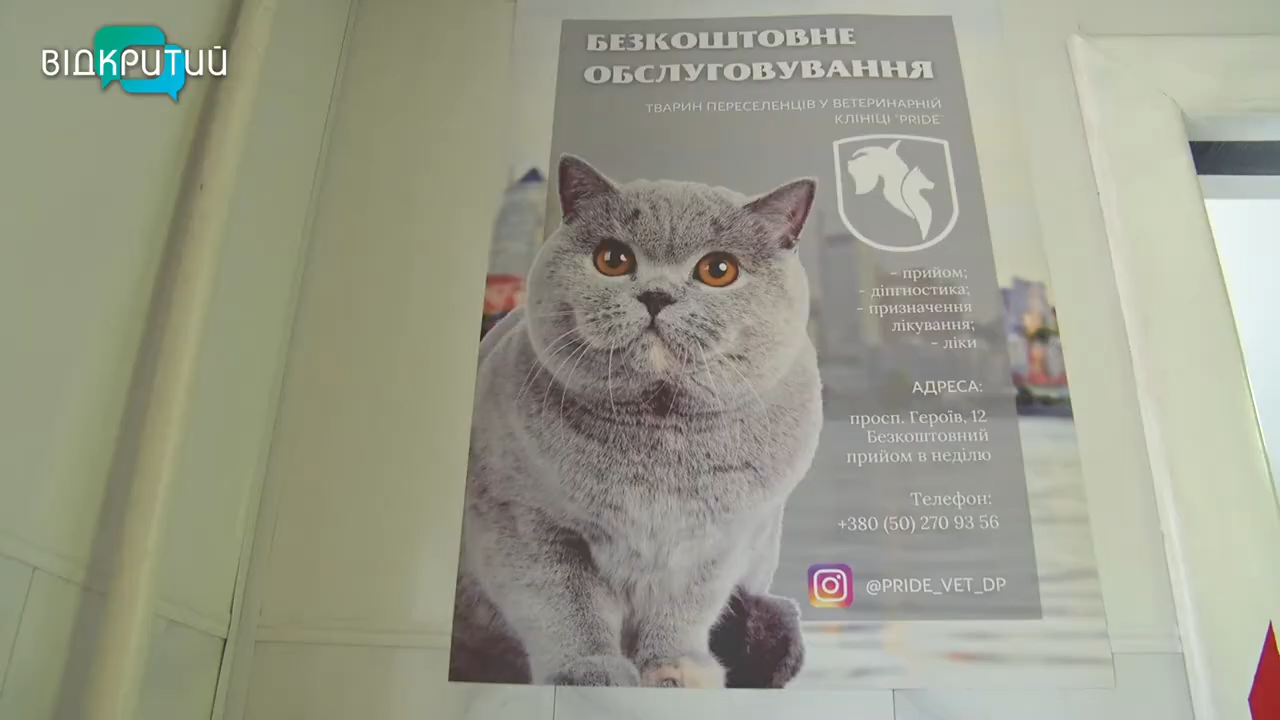 ВІДКРИТИЙ
БЕЗКОШТОВНЕ
ОБСЛУГОВУВАННЯ
ТВАРИН ПЕРЕСЕЛЕНЦІВ У ВЕТЕРИНАРНІЙ
КЛІНІЦІ "PRIDE"
- прийом;
- діпгностика;
- призначення
лікування;
- ліки
АДРЕСА:
просп. Героїв, 12
Безкоштовний
прийом в неділю
Телефон:
+380 (50) 270 93 56
@PRIDE_VET_DP